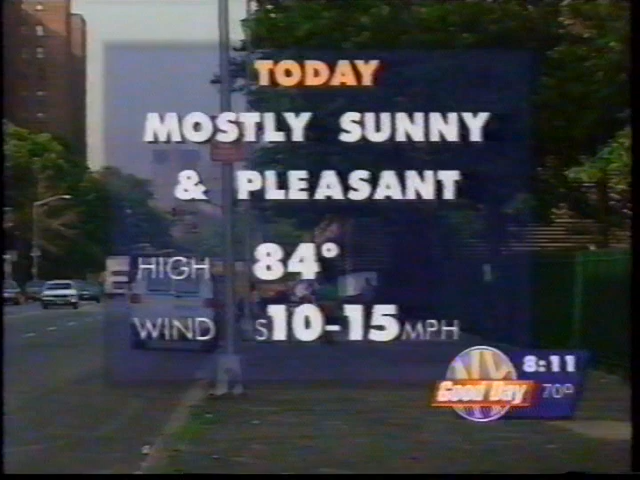 TODAY
MOSTLY SUNNY
& PLEASANT
HIGH 84°
WIND S10-15MPH
8:11
Good Day 70°